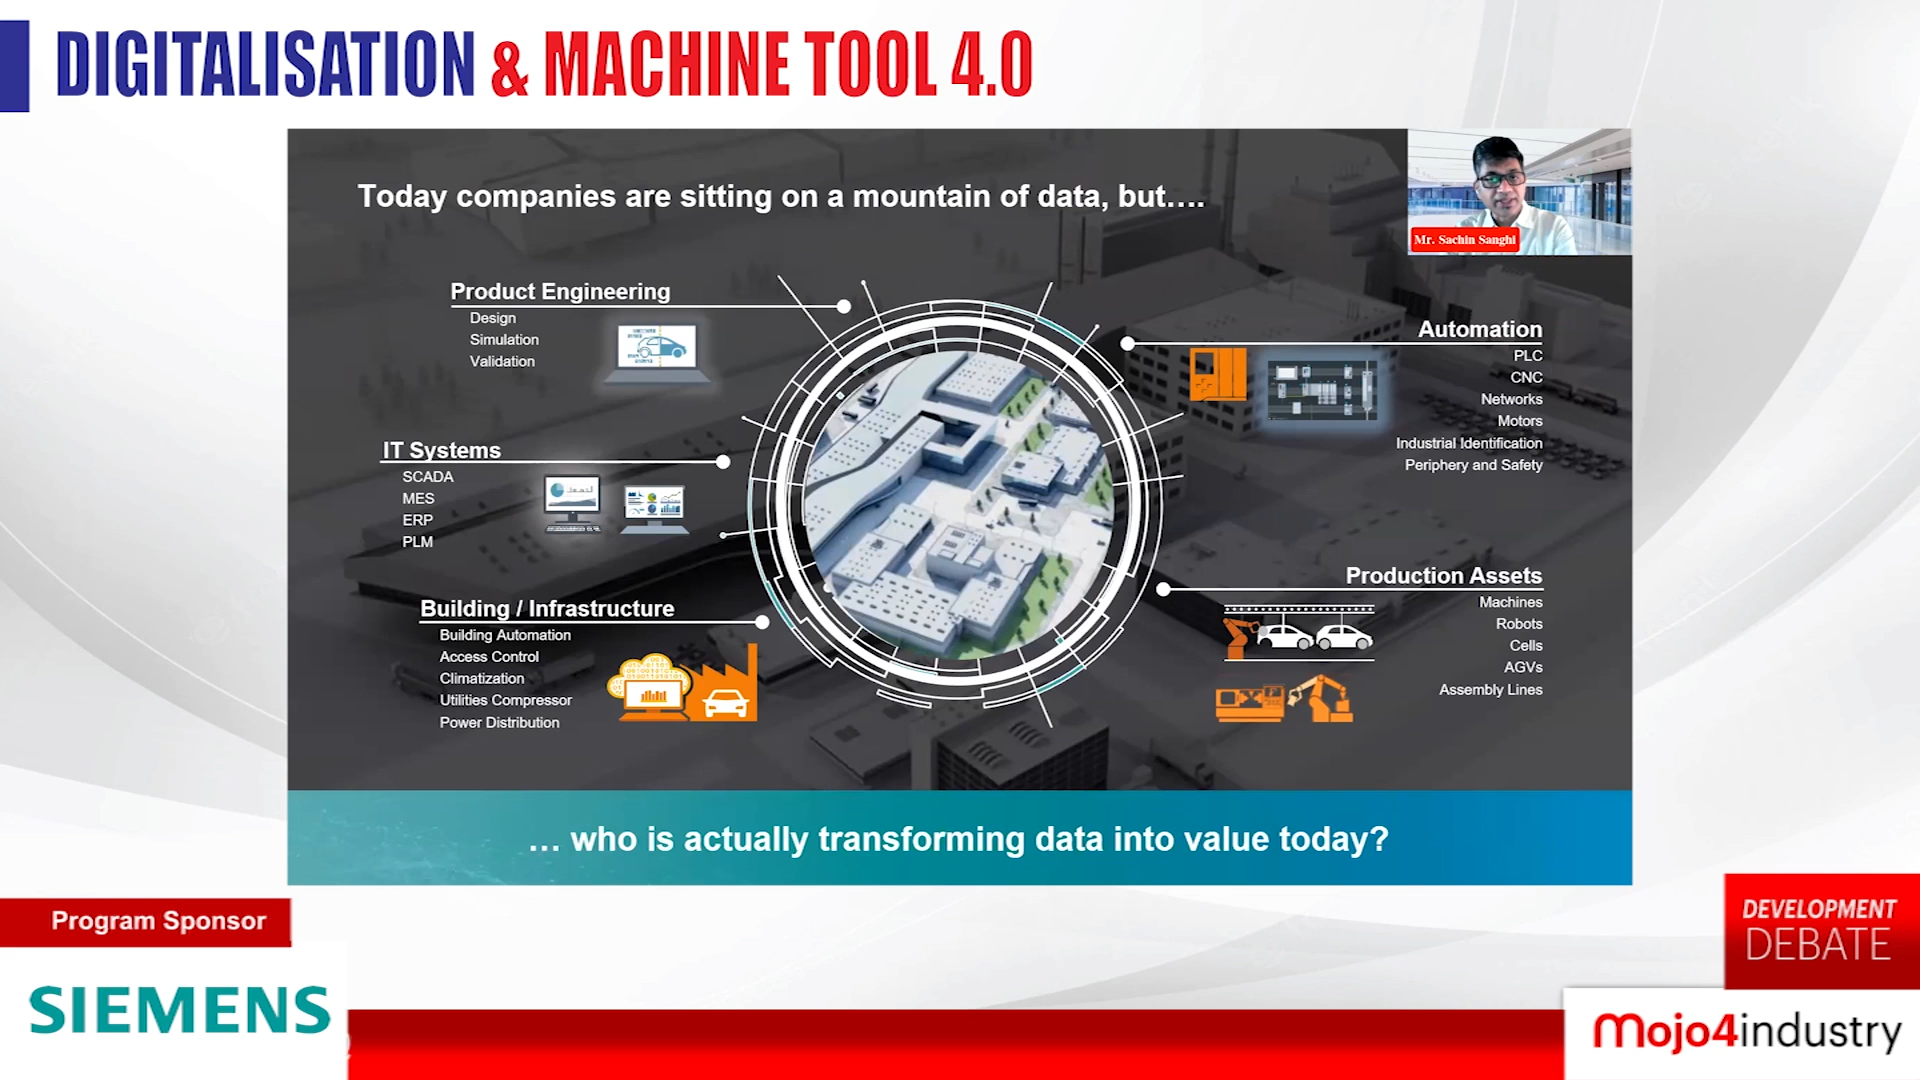 DIGITALISATION & MACHINE TOOL 4.0
Today companies are sitting on a mountain of data, but....
Mr. Sachin Sanghi
Product Engineering
Design
Simulation
Validation
IT Systems
SCADA
MES
ERP
PLM
Building / Infrastructure
Building Automation
Access Control
Climatization
Utilities Compressor
Power Distribution
Automation
PLC
CNC
Networks
Motors
Industrial Identification
Periphery and Safety
Production Assets
Machines
Robots
Cells
AGVs
Assembly Lines
... who is actually transforming data into value today?
Program Sponsor
SIEMENS
DEVELOPMENT
DEBATE
mojo4industry